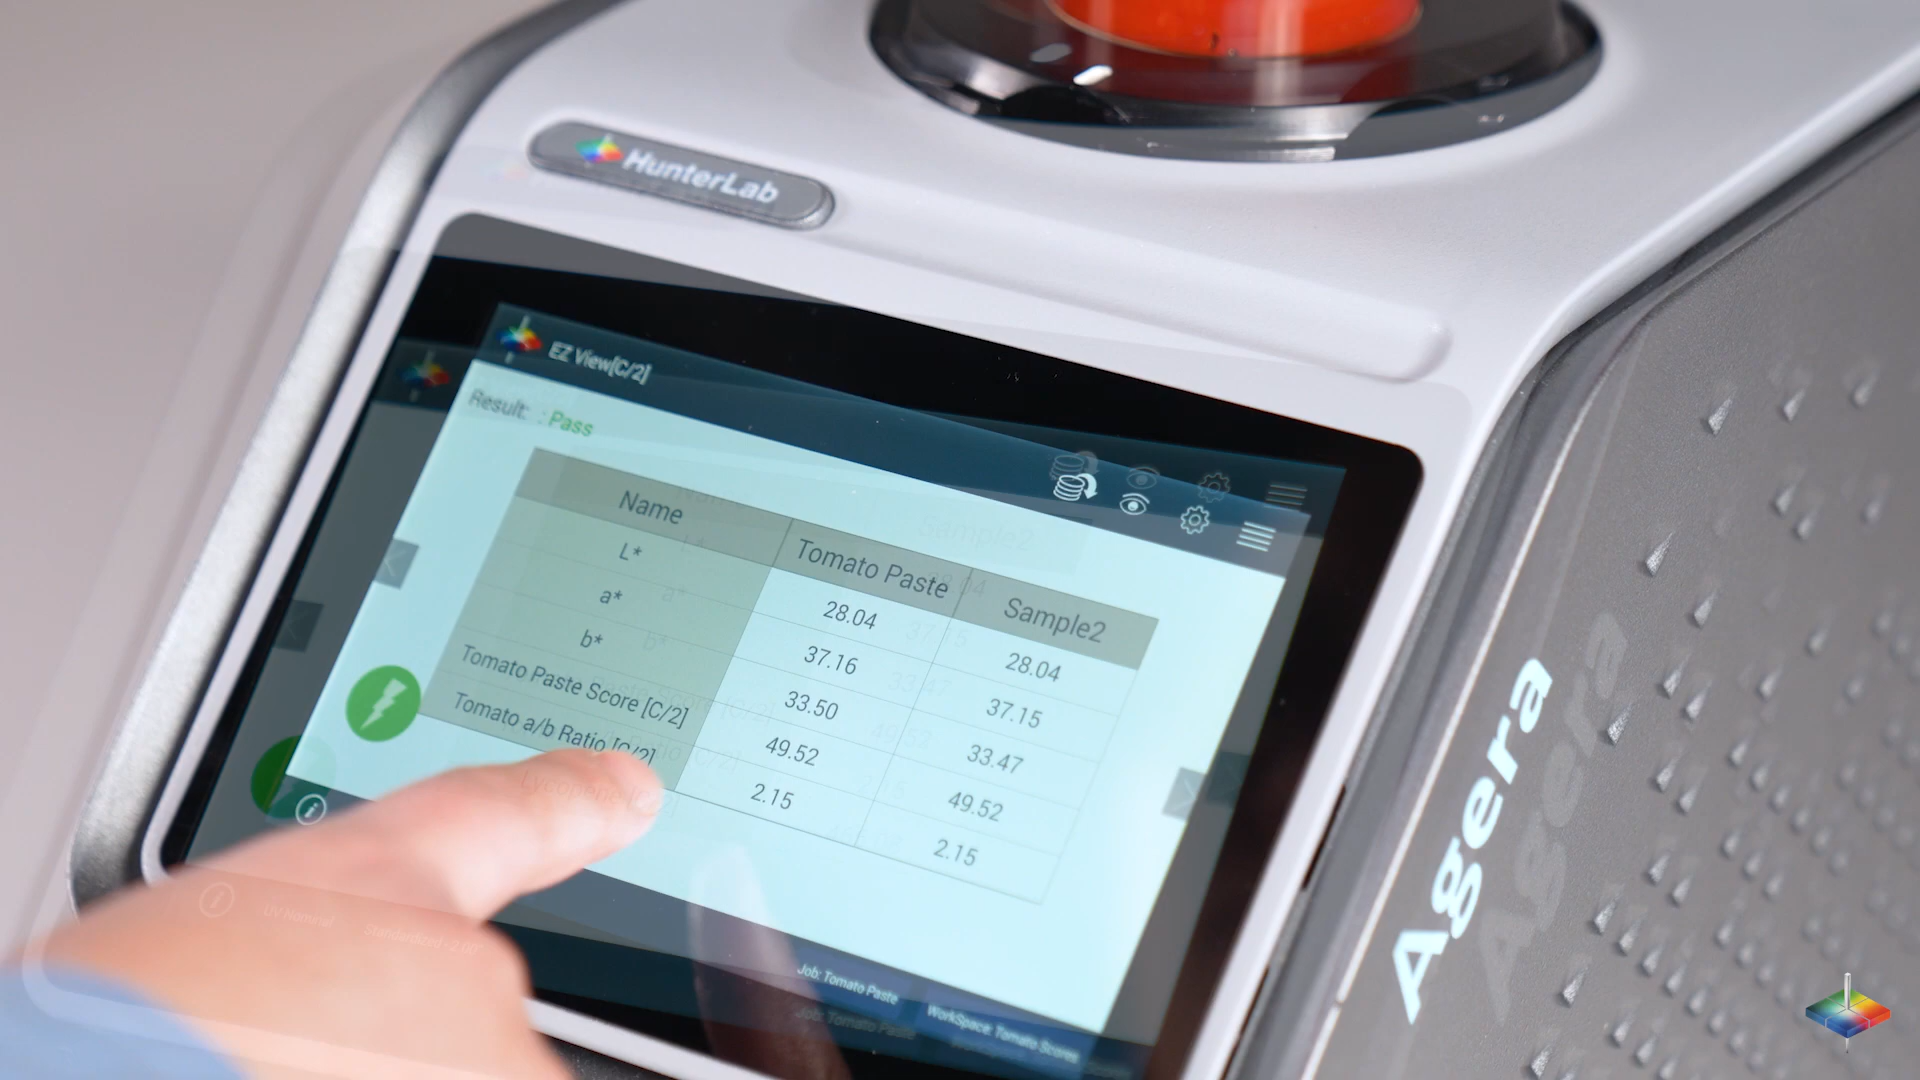 HunterLab
EZ View[C/2]
Result: : Pass
Name Tomato Paste Sample2
L* 28.04 28.04
a* 37.16 37.15
b* 33.50 33.47
Tomato Paste Score [C/2] 49.52 49.52
Tomato a/b Ratio [C/2] 2.15 2.15
UV Nominal
Job: Tomato Paste
WorkSpace: Tomato Scores
Agera